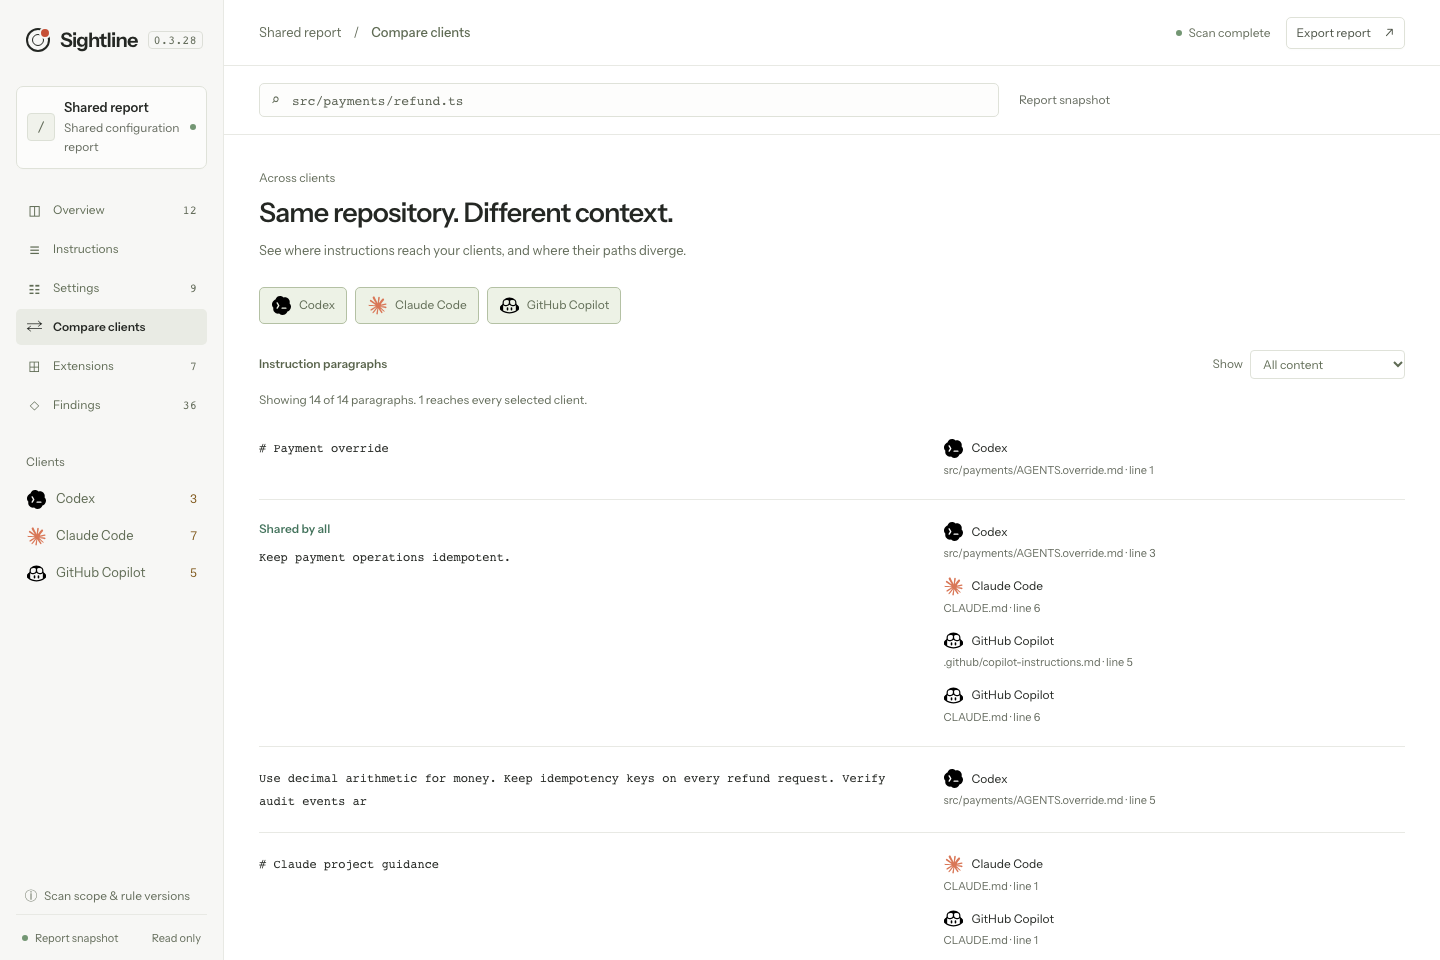 Sightline 0.3.28
Shared report
/
Shared configuration
report
Overview 12
Instructions
Settings 9
Compare clients
Extensions 7
Findings 36
Clients
Codex 3
Claude Code 7
GitHub Copilot 5
Scan scope & rule versions
Report snapshot Read only
Shared report / Compare clients
Scan complete
Export report ↗
src/payments/refund.ts
Report snapshot
Across clients
Same repository. Different context.
See where instructions reach your clients, and where their paths diverge.
Codex Claude Code GitHub Copilot
Instruction paragraphs
Show All content
Showing 14 of 14 paragraphs. 1 reaches every selected client.
# Payment override
Codex
src/payments/AGENTS.override.md · line 1
Shared by all
Keep payment operations idempotent.
Codex
src/payments/AGENTS.override.md · line 3
Claude Code
CLAUDE.md · line 6
GitHub Copilot
.github/copilot-instructions.md · line 5
GitHub Copilot
CLAUDE.md · line 6
Use decimal arithmetic for money. Keep idempotency keys on every refund request. Verify
audit events ar
Codex
src/payments/AGENTS.override.md · line 5
# Claude project guidance
Claude Code
CLAUDE.md · line 1
GitHub Copilot
CLAUDE.md · line 1